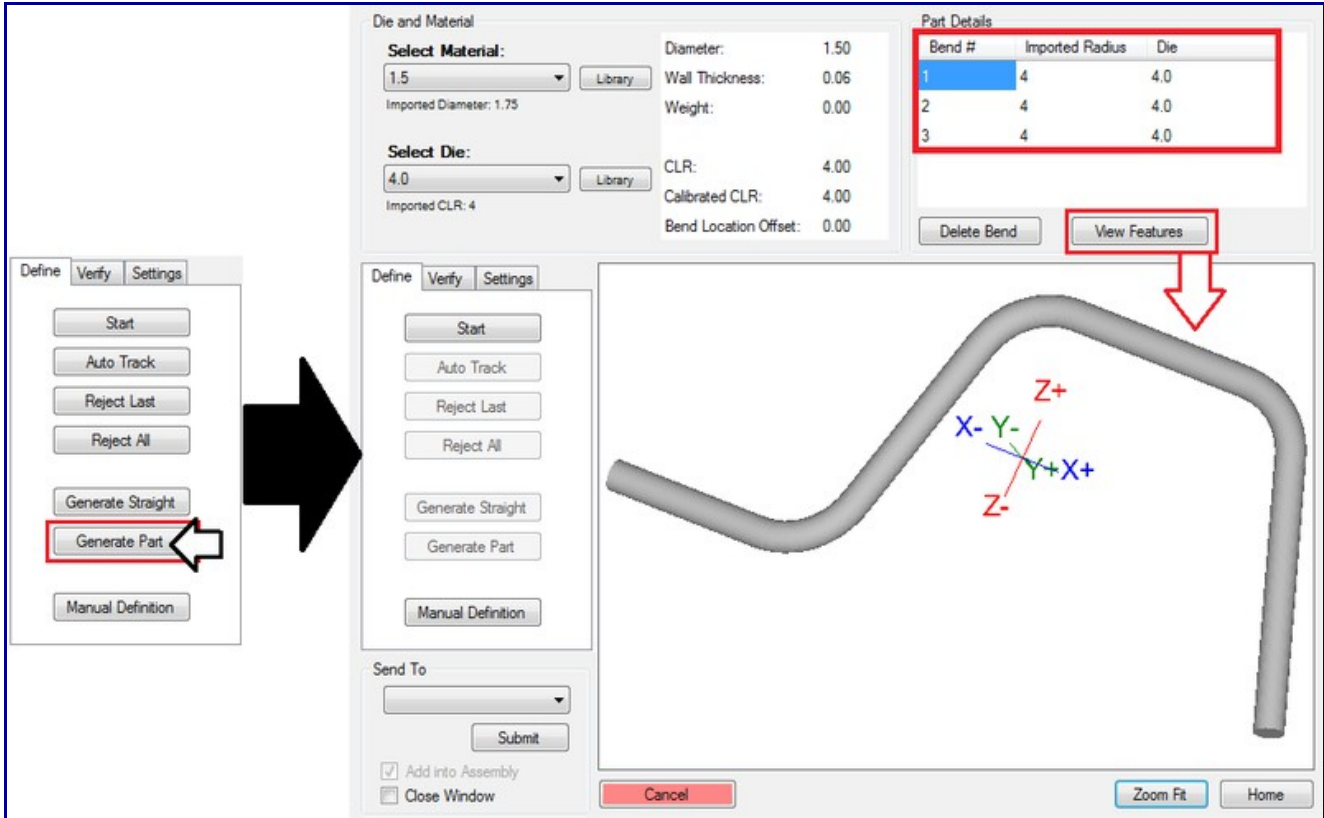 Define Verify Settings
Start
Auto Track
Reject Last
Reject All
Generate Straight
Generate Part
Manual Definition
Die and Material
Select Material:
1.5
Library
Imported Diameter: 1.75
Select Die:
4.0
Library
Imported CLR: 4
Diameter: 1.50
Wall Thickness: 0.06
Weight: 0.00
CLR: 4.00
Calibrated CLR: 4.00
Bend Location Offset: 0.00
Part Details
Bend # Imported Radius Die
1 4 4.0
2 4 4.0
3 4 4.0
Delete Bend View Features
Define Verify Settings
Start
Auto Track
Reject Last
Reject All
Generate Straight
Generate Part
Manual Definition
Z+
X- Y-
Y+ X+
Z-
Send To
Submit
Add into Assembly
Close Window
Cancel
Zoom Fit Home